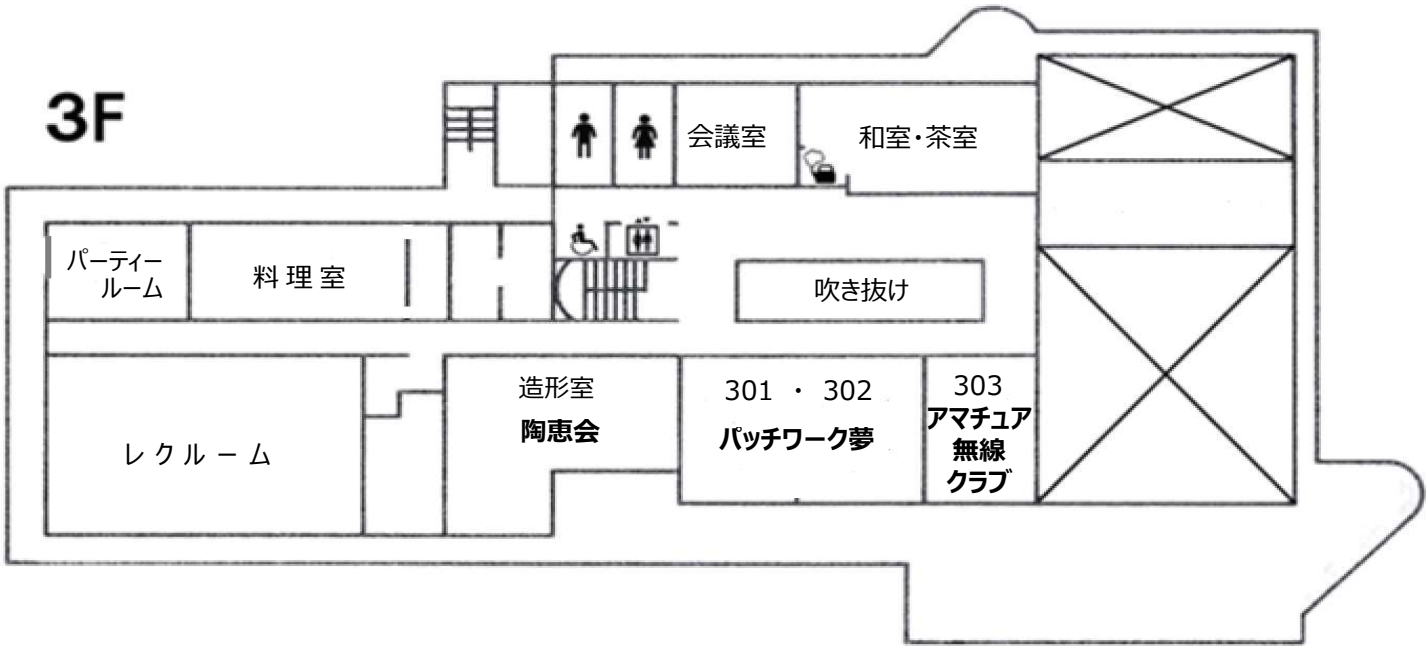 3F
会議室
和室・茶室
パーティー
ルーム
料 理 室
吹き抜け
造形室
陶恵会
301 ・ 302
パッチワーク夢
303
アマチュア
無線
クラブ
レ ク ル ー ム